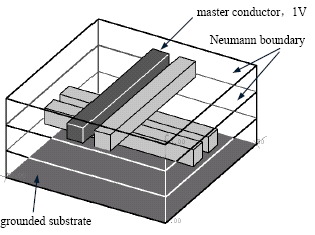 master conductor, 1V
Neumann boundary
grounded substrate